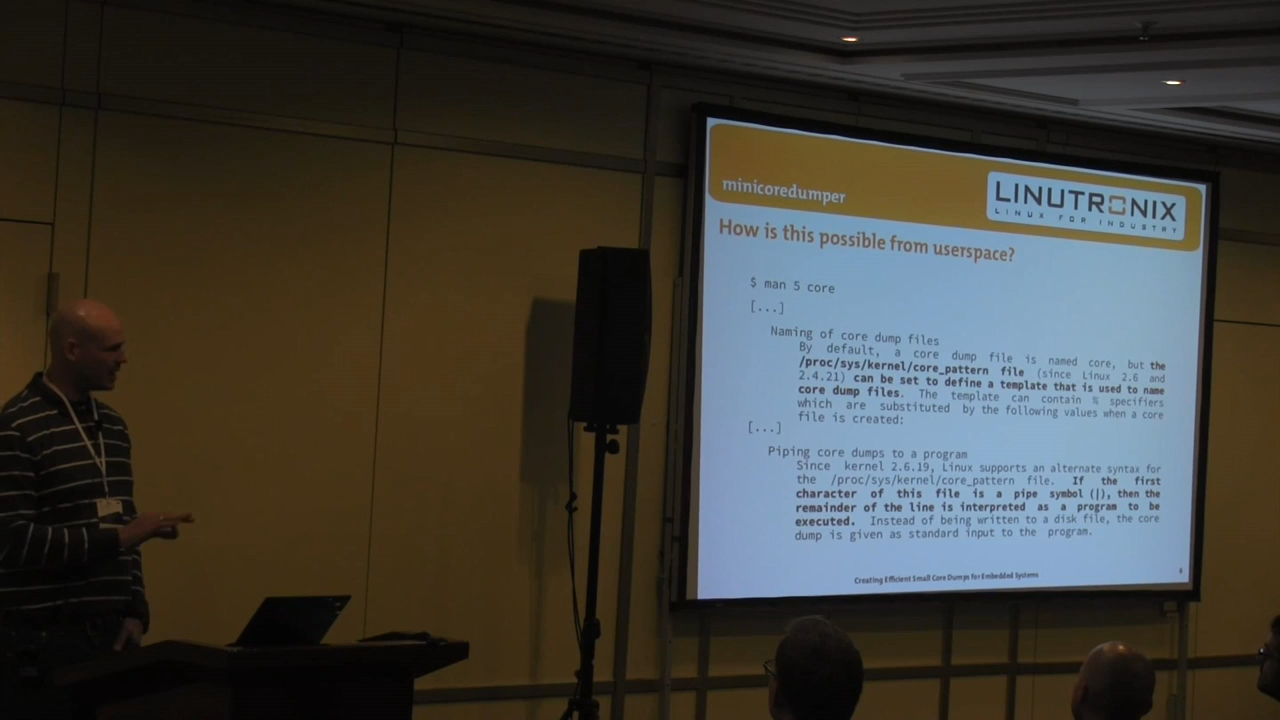 minicoredumper
LINUTRONIX
LINUX FOR INDUSTRY
How is this possible from userspace?
$ man 5 core
[...]
Naming of core dump files
By default, a core dump file is named core, but the
/proc/sys/kernel/core_pattern file (since Linux 2.6 and
2.4.21) can be set to define a template that is used to name
core dump files. The template can contain % specifiers
which are substituted by the following values when a core
file is created:
[...]
Piping core dumps to a program
Since kernel 2.6.19, Linux supports an alternate syntax for
the /proc/sys/kernel/core_pattern file. If the first
character of this file is a pipe symbol (|), then the
remainder of the line is interpreted as a program to be
executed. Instead of being written to a disk file, the core
dump is given as standard input to the program.
Creating Efficient Small Core Dumps for Embedded Systems